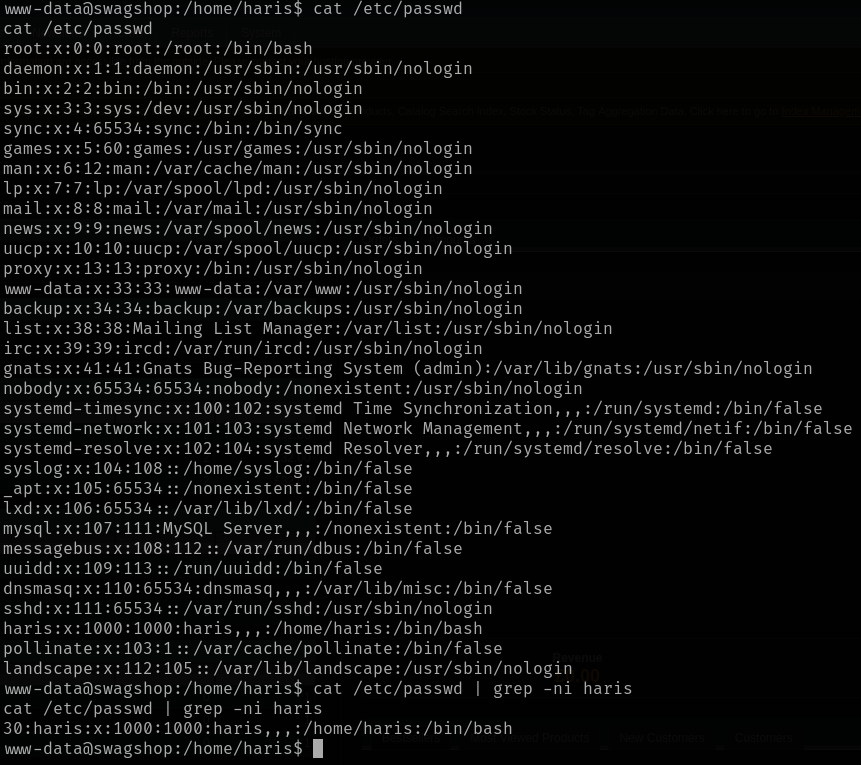 www-data@swagshop:/home/haris$ cat /etc/passwd
cat /etc/passwd
root:x:0:0:root:/root:/bin/bash
daemon:x:1:1:daemon:/usr/sbin:/usr/sbin/nologin
bin:x:2:2:bin:/bin:/usr/sbin/nologin
sys:x:3:3:sys:/dev:/usr/sbin/nologin
sync:x:4:65534:sync:/bin:/bin/sync
games:x:5:60:games:/usr/games:/usr/sbin/nologin
man:x:6:12:man:/var/cache/man:/usr/sbin/nologin
lp:x:7:7:lp:/var/spool/lpd:/usr/sbin/nologin
mail:x:8:8:mail:/var/mail:/usr/sbin/nologin
news:x:9:9:news:/var/spool/news:/usr/sbin/nologin
uucp:x:10:10:uucp:/var/spool/uucp:/usr/sbin/nologin
proxy:x:13:13:proxy:/bin:/usr/sbin/nologin
www-data:x:33:33:www-data:/var/www:/usr/sbin/nologin
backup:x:34:34:backup:/var/backups:/usr/sbin/nologin
list:x:38:38:Mailing List Manager:/var/list:/usr/sbin/nologin
irc:x:39:39:ircd:/var/run/ircd:/usr/sbin/nologin
gnats:x:41:41:Gnats Bug-Reporting System (admin):/var/lib/gnats:/usr/sbin/nologin
nobody:x:65534:65534:nobody:/nonexistent:/usr/sbin/nologin
systemd-timesync:x:100:102:systemd Time Synchronization,,,:/run/systemd:/bin/false
systemd-network:x:101:103:systemd Network Management,,,:/run/systemd/netif:/bin/false
systemd-resolve:x:102:104:systemd Resolver,,,:/run/systemd/resolve:/bin/false
syslog:x:104:108::/home/syslog:/bin/false
_apt:x:105:65534::/nonexistent:/bin/false
lxd:x:106:65534::/var/lib/lxd/:/bin/false
mysql:x:107:111:MySQL Server,,,:/nonexistent:/bin/false
messagebus:x:108:112::/var/run/dbus:/bin/false
uuidd:x:109:113::/run/uuidd:/bin/false
dnsmasq:x:110:65534:dnsmasq,,,:/var/lib/misc:/bin/false
sshd:x:111:65534::/var/run/sshd:/usr/sbin/nologin
haris:x:1000:1000:haris,,,:/home/haris:/bin/bash
pollinate:x:103:1::/var/cache/pollinate:/bin/false
landscape:x:112:105::/var/lib/landscape:/usr/sbin/nologin
www-data@swagshop:/home/haris$ cat /etc/passwd | grep -ni haris
cat /etc/passwd | grep -ni haris
30:haris:x:1000:1000:haris,,,:/home/haris:/bin/bash
www-data@swagshop:/home/haris$